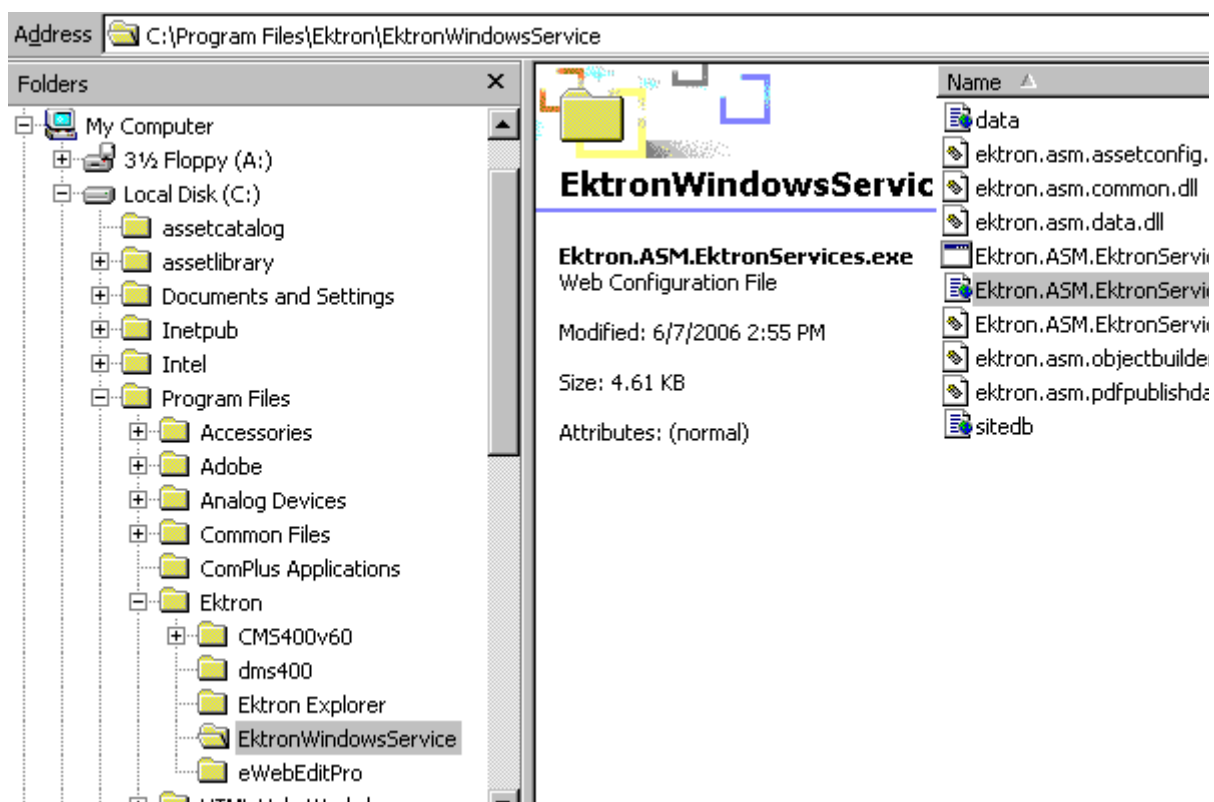 Address C:\Program Files\Ektron\EktronWindowsService
Folders
My Computer
3½ Floppy (A:)
Local Disk (C:)
assetcatalog
assetlibrary
Documents and Settings
Inetpub
Intel
Program Files
Accessories
Adobe
Analog Devices
Common Files
ComPlus Applications
Ektron
CMS400v60
dms400
Ektron Explorer
EktronWindowsService
eWebEditPro
EktronWindowsServic
Ektron.ASM.EktronServices.exe
Web Configuration File
Modified: 6/7/2006 2:55 PM
Size: 4.61 KB
Attributes: (normal)
Name
data
ektron.asm.assetconfig.
ektron.asm.common.dll
ektron.asm.data.dll
Ektron.ASM.EktronServic
Ektron.ASM.EktronServic
Ektron.ASM.EktronServic
ektron.asm.objectbuilder
ektron.asm.pdfpublishda
sitedb